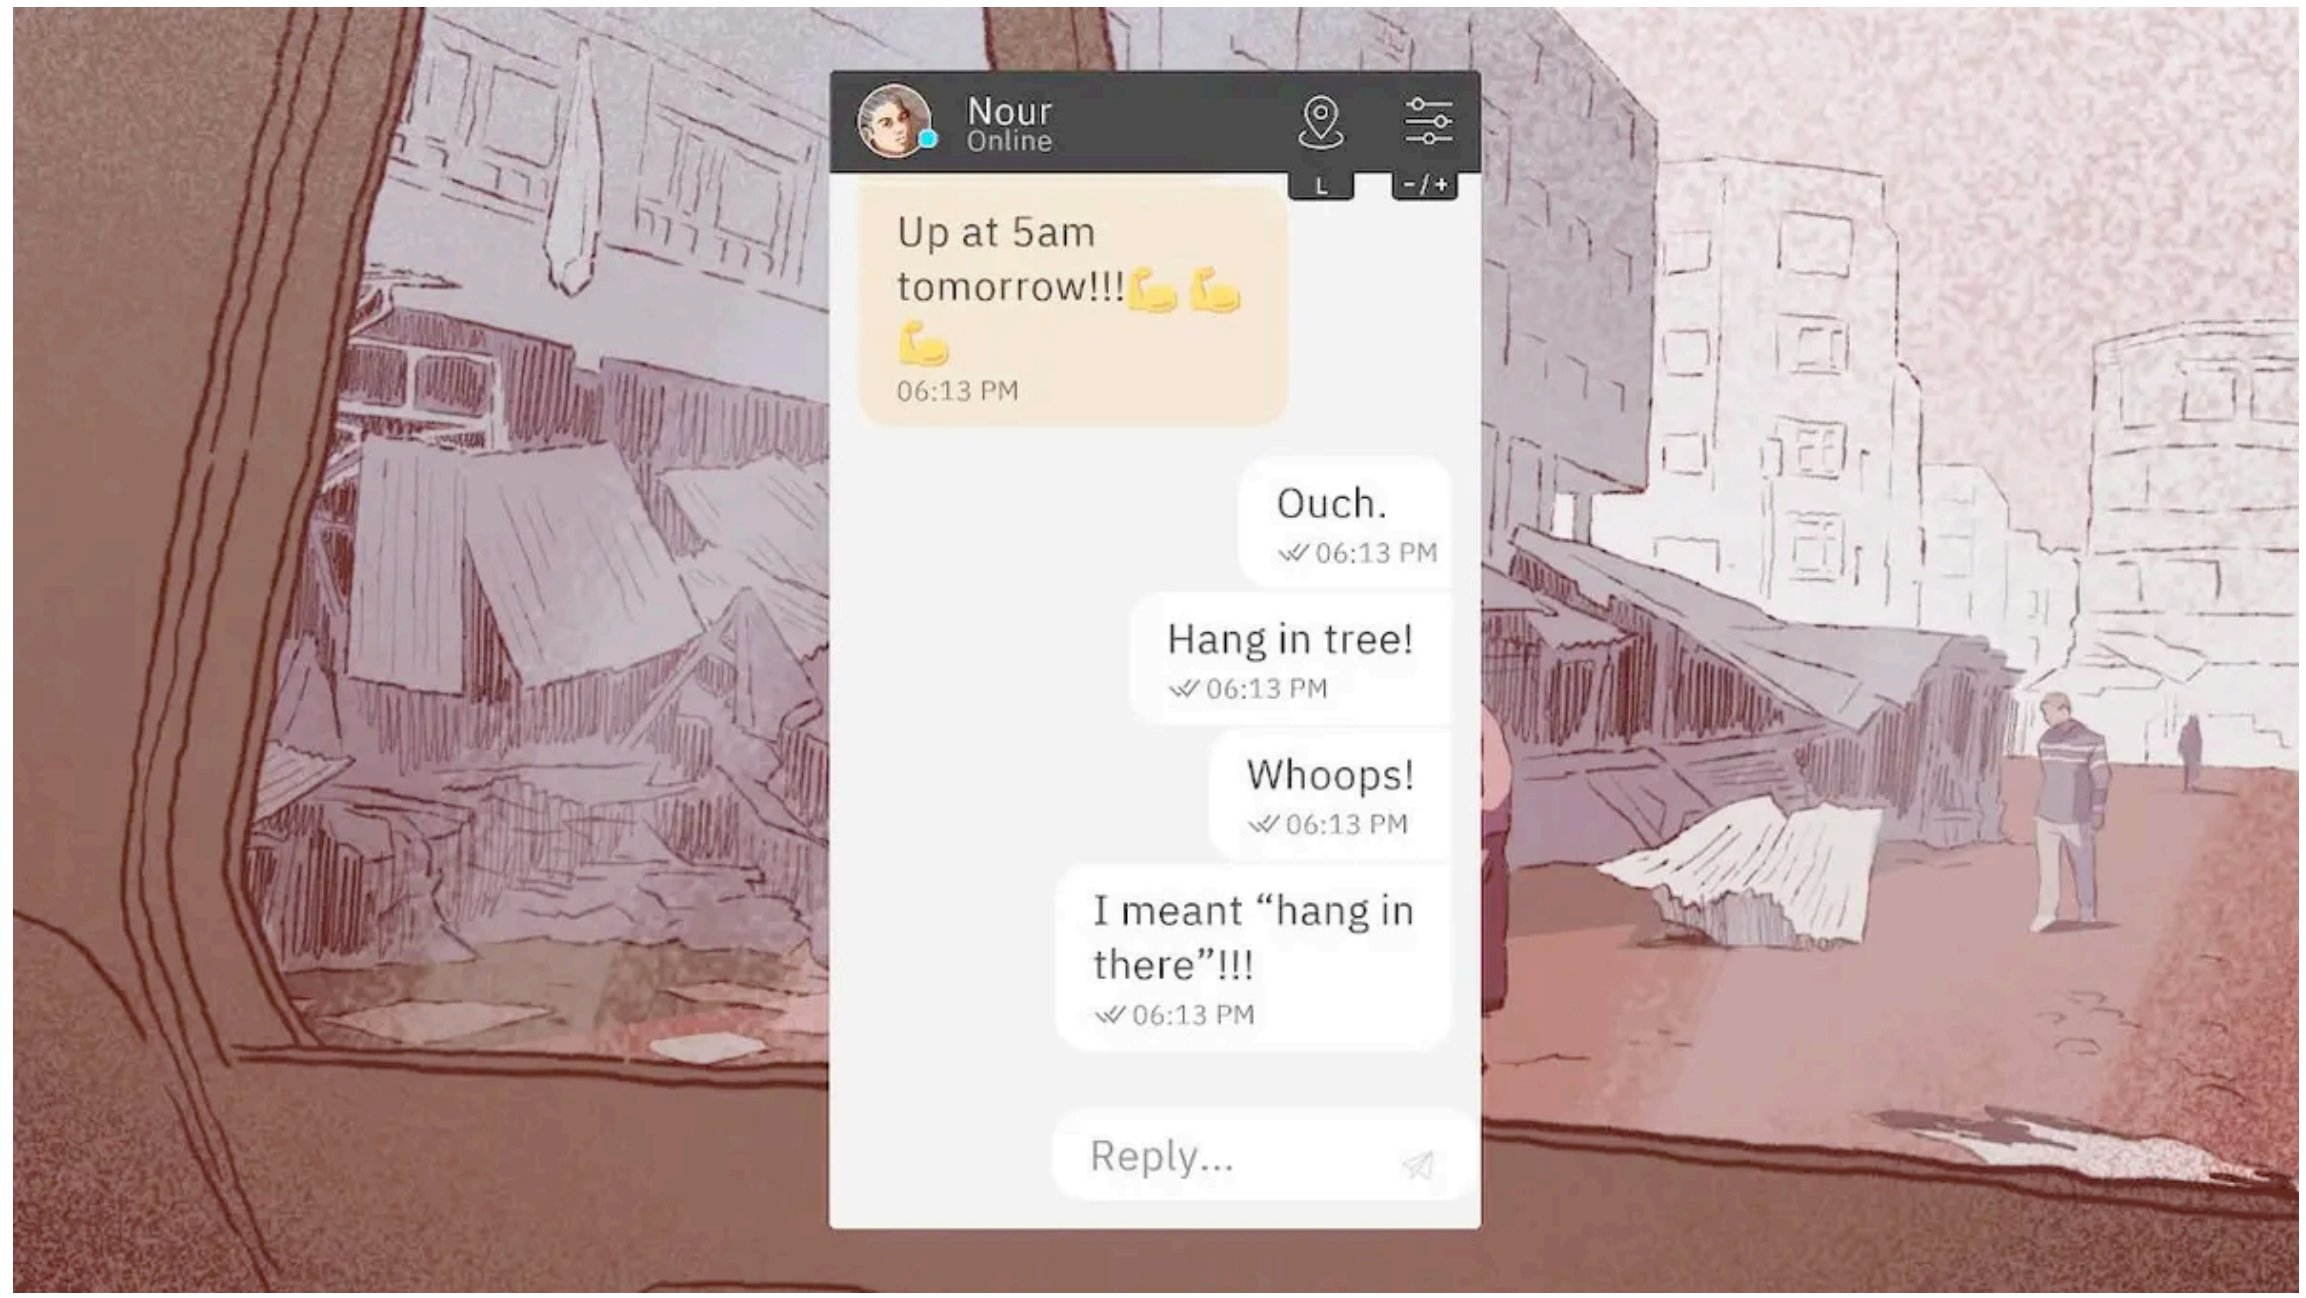 Nour
Online
L
-/+
Up at 5am
tomorrow!!!💪 💪
💪
06:13 PM
Ouch.
06:13 PM
Hang in tree!
06:13 PM
Whoops!
06:13 PM
I meant “hang in
there”!!!
06:13 PM
Reply...